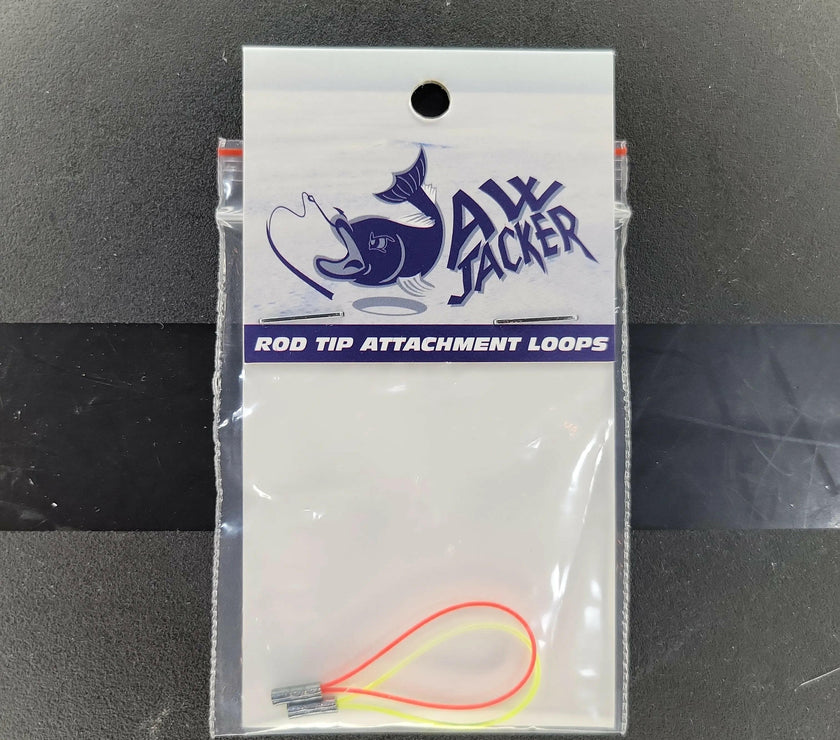 JAW
JACKER
ROD TIP ATTACHMENT LOOPS